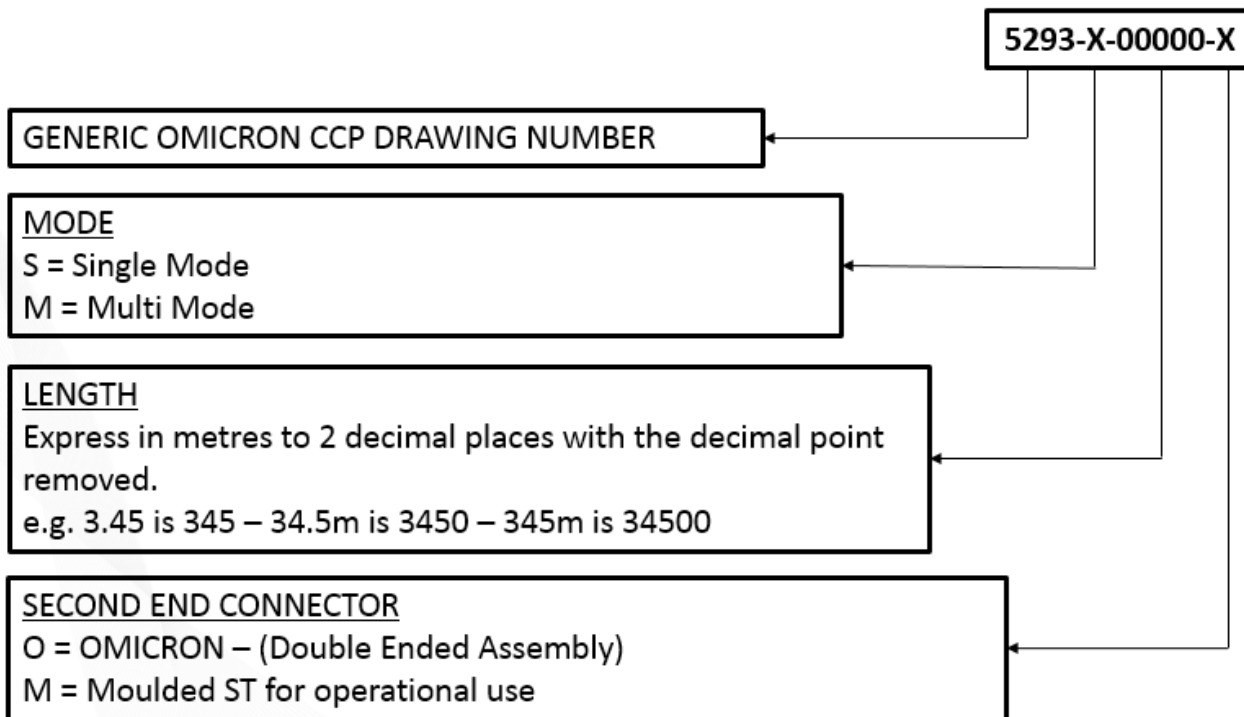 5293-X-00000-X
GENERIC OMICRON CCP DRAWING NUMBER
MODE
S = Single Mode
M = Multi Mode
LENGTH
Express in metres to 2 decimal places with the decimal point
removed.
e.g. 3.45 is 345 – 34.5m is 3450 – 345m is 34500
SECOND END CONNECTOR
O = OMICRON – (Double Ended Assembly)
M = Moulded ST for operational use